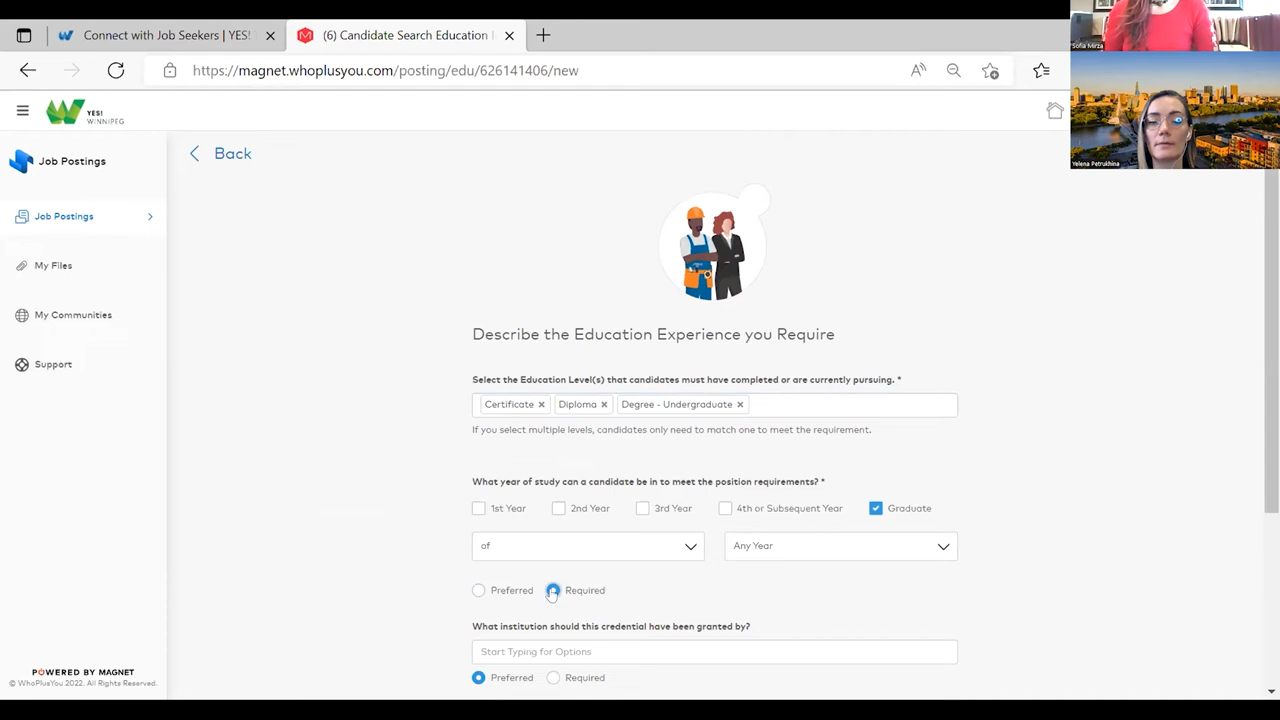 Connect with Job Seekers | YES!
(6) Candidate Search Education
https://magnet.whoplusyou.com/posting/edu/626141406/new
Sofia Mirza
Yelena Petrukhina
YES!
WINNIPEG
Job Postings
Job Postings
My Files
My Communities
Support
POWERED BY MAGNET
© WhoPlusYou 2022. All Rights Reserved.
Back
Describe the Education Experience you Require
Select the Education Level(s) that candidates must have completed or are currently pursuing. *
Certificate × Diploma × Degree - Undergraduate ×
If you select multiple levels, candidates only need to match one to meet the requirement.
What year of study can a candidate be in to meet the position requirements? *
1st Year 2nd Year 3rd Year 4th or Subsequent Year Graduate
of Any Year
Preferred Required
What institution should this credential have been granted by?
Start Typing for Options
Preferred Required